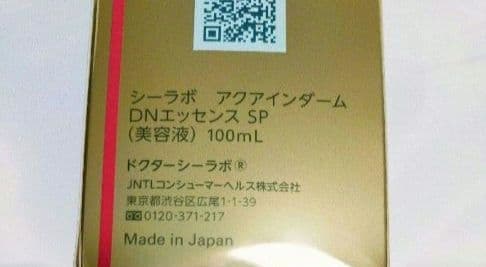 シーラボ　アクアインダーム
DNエッセンス SP
(美容液) 100mL
ドクターシーラボ®
JNTLコンシューマーヘルス株式会社
東京都渋谷区広尾1-1-39
0120-371-217
Made in Japan